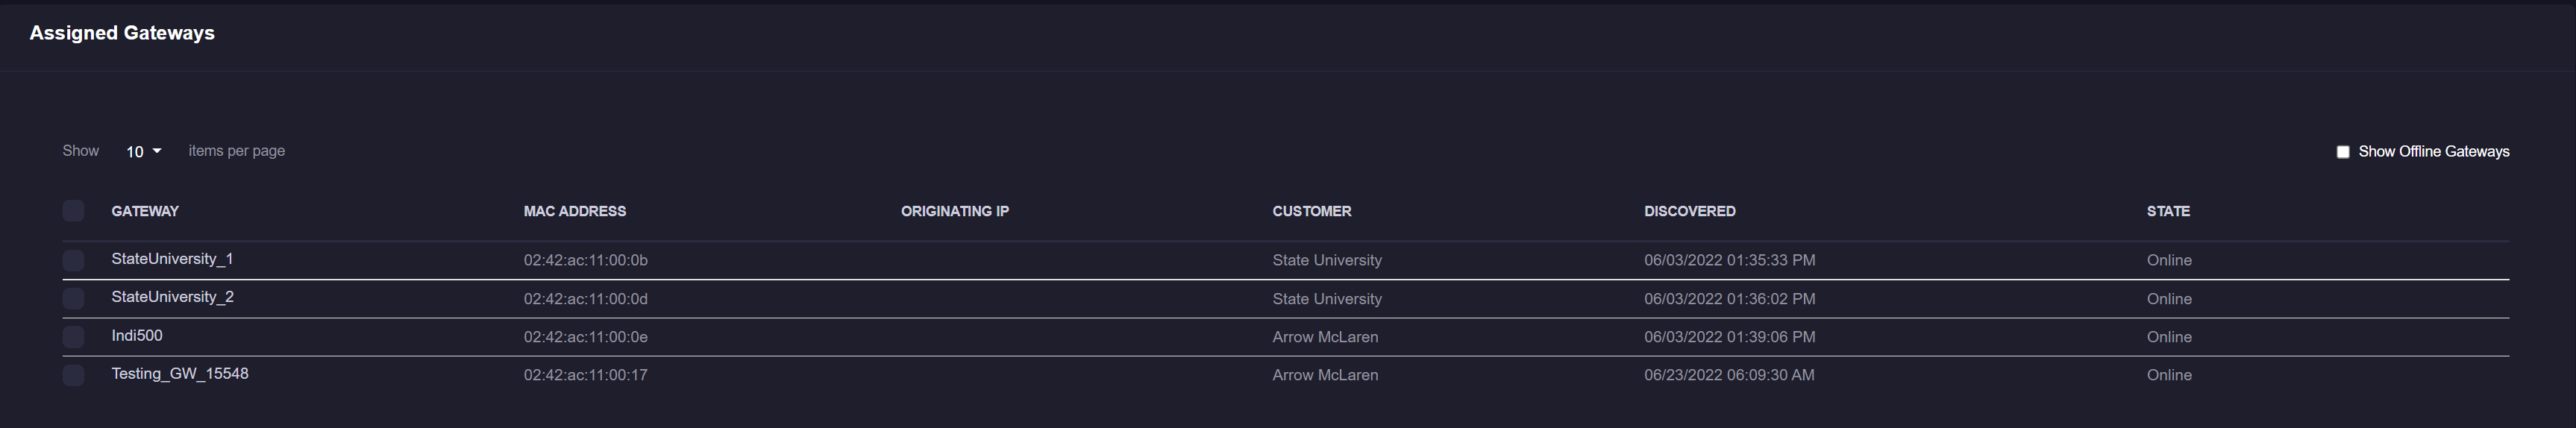 Assigned Gateways
Show 10 items per page
Show Offline Gateways
GATEWAY MAC ADDRESS ORIGINATING IP CUSTOMER DISCOVERED STATE
StateUniversity_1 02:42:ac:11:00:0b State University 06/03/2022 01:35:33 PM Online
StateUniversity_2 02:42:ac:11:00:0d State University 06/03/2022 01:36:02 PM Online
Indi500 02:42:ac:11:00:0e Arrow McLaren 06/03/2022 01:39:06 PM Online
Testing_GW_15548 02:42:ac:11:00:17 Arrow McLaren 06/23/2022 06:09:30 AM Online